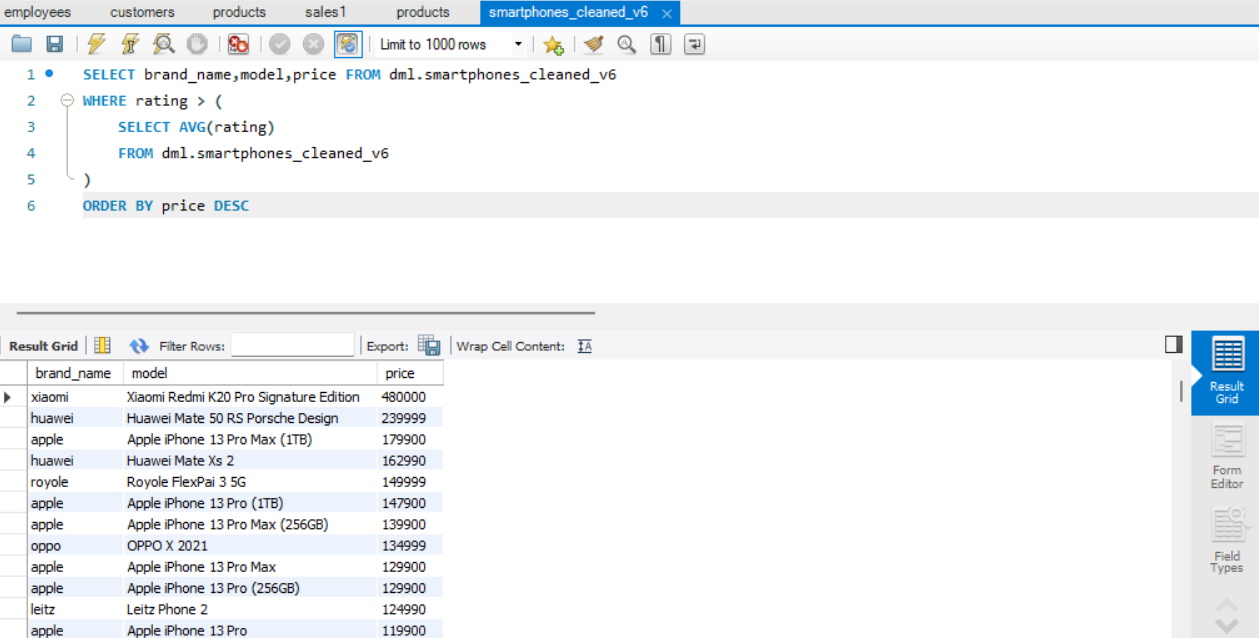 employees customers products sales1 products smartphones_cleaned_v6
Limit to 1000 rows
1 SELECT brand_name,model,price FROM dml.smartphones_cleaned_v6
2 WHERE rating > (
3 SELECT AVG(rating)
4 FROM dml.smartphones_cleaned_v6
5 )
6 ORDER BY price DESC
Result Grid Filter Rows: Export: Wrap Cell Content:
brand_name model price
xiaomi Xiaomi Redmi K20 Pro Signature Edition 480000
huawei Huawei Mate 50 RS Porsche Design 239999
apple Apple iPhone 13 Pro Max (1TB) 179900
huawei Huawei Mate Xs 2 162990
royole Royole FlexPai 3 5G 149999
apple Apple iPhone 13 Pro (1TB) 147900
apple Apple iPhone 13 Pro Max (256GB) 139900
oppo OPPO X 2021 134999
apple Apple iPhone 13 Pro Max 129900
apple Apple iPhone 13 Pro (256GB) 129900
leitz Leitz Phone 2 124990
apple Apple iPhone 13 Pro 119900
Result
Grid
Form
Editor
Field
Types